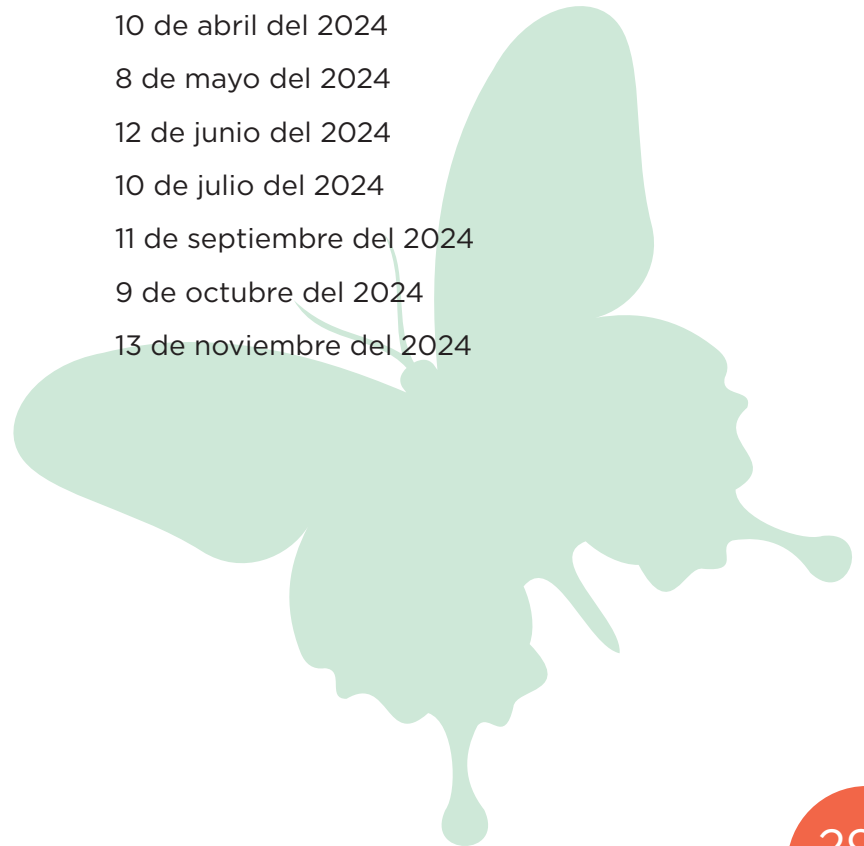 10 de abril del 2024
8 de mayo del 2024
12 de junio del 2024
10 de julio del 2024
11 de septiembre del 2024
9 de octubre del 2024
13 de noviembre del 2024